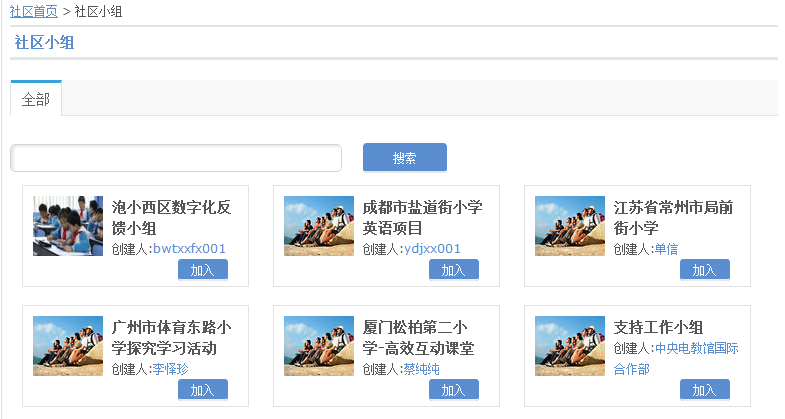 社区首页 > 社区小组
社区小组
全部
搜索
泡小西区数字化反
馈小组
创建人:bwtxxfx001
加入
成都市盐道街小学
英语项目
创建人:ydjxx001
加入
江苏省常州市局前
街小学
创建人:单信
加入
广州市体育东路小
学探究学习活动
创建人:李怿珍
加入
厦门松柏第二小
学-高效互动课堂
创建人:蔡纯纯
加入
支持工作小组
创建人:中央电教馆国际
合作部
加入